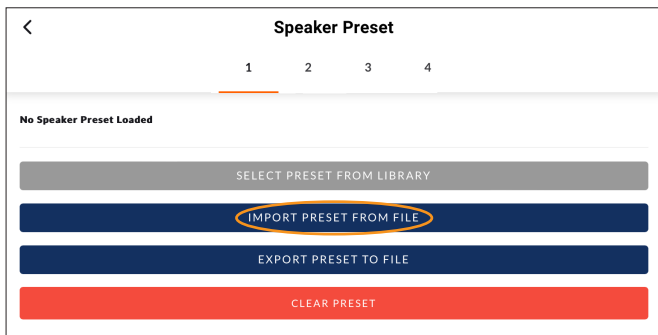 Speaker Preset
1 2 3 4
No Speaker Preset Loaded
SELECT PRESET FROM LIBRARY
IMPORT PRESET FROM FILE
EXPORT PRESET TO FILE
CLEAR PRESET